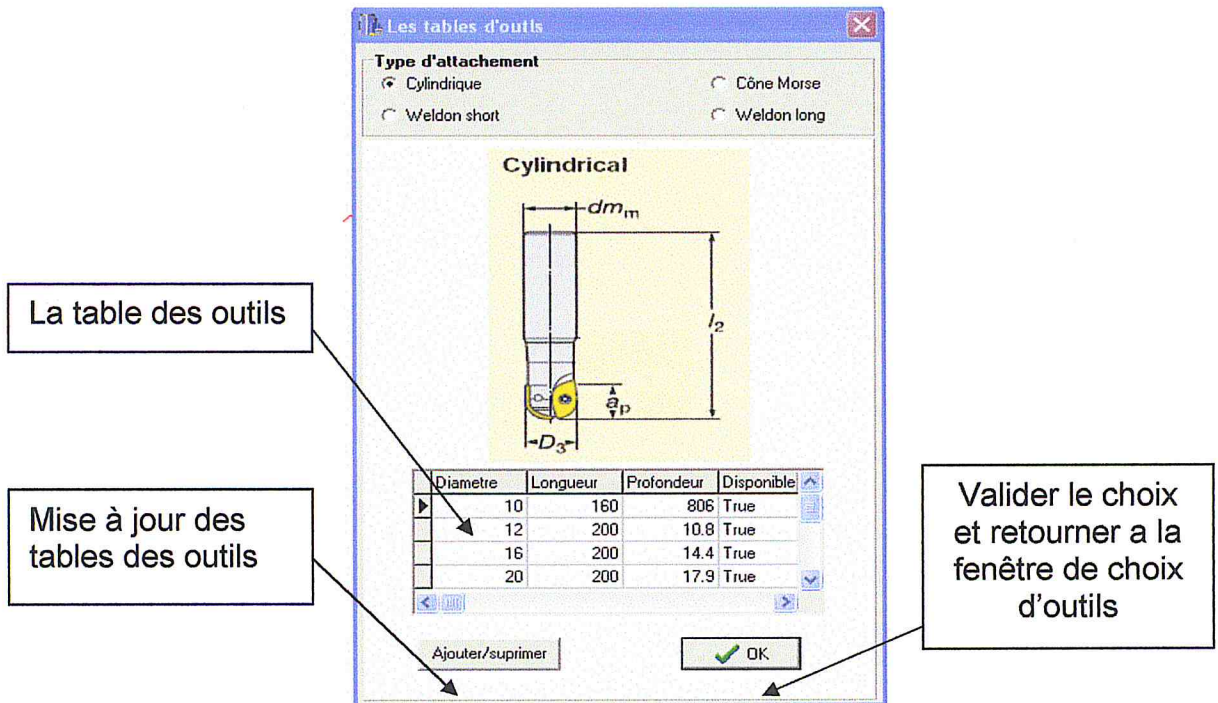 Les tables d'outls
Type d'attachement
Cylindrique
Cône Morse
Weldon short
Weldon long
Cylindrical
dm m
l2
ap
D3
La table des outils
Diametre Longueur Profondeur Disponible
10 160 806 True
12 200 10.8 True
16 200 14.4 True
20 200 17.9 True
Mise à jour des
tables des outils
Valider le choix
et retourner a la
fenêtre de choix
d'outils
Ajouter/suprimer
OK